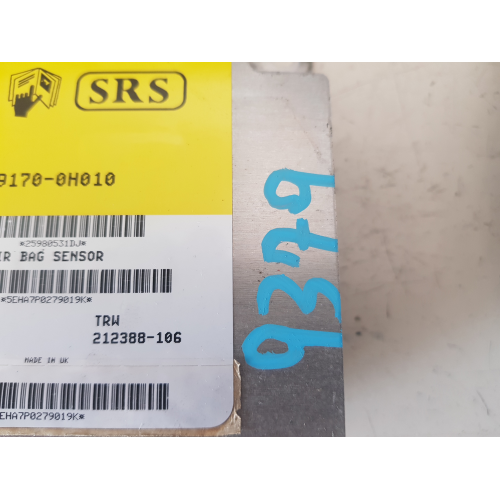 SRS
9170-0H010
*25980531DJ*
IR BAG SENSOR
*5EHA7P0279019K*
TRW
212388-106
MADE IN UK
EHA7P0279019K*
9379